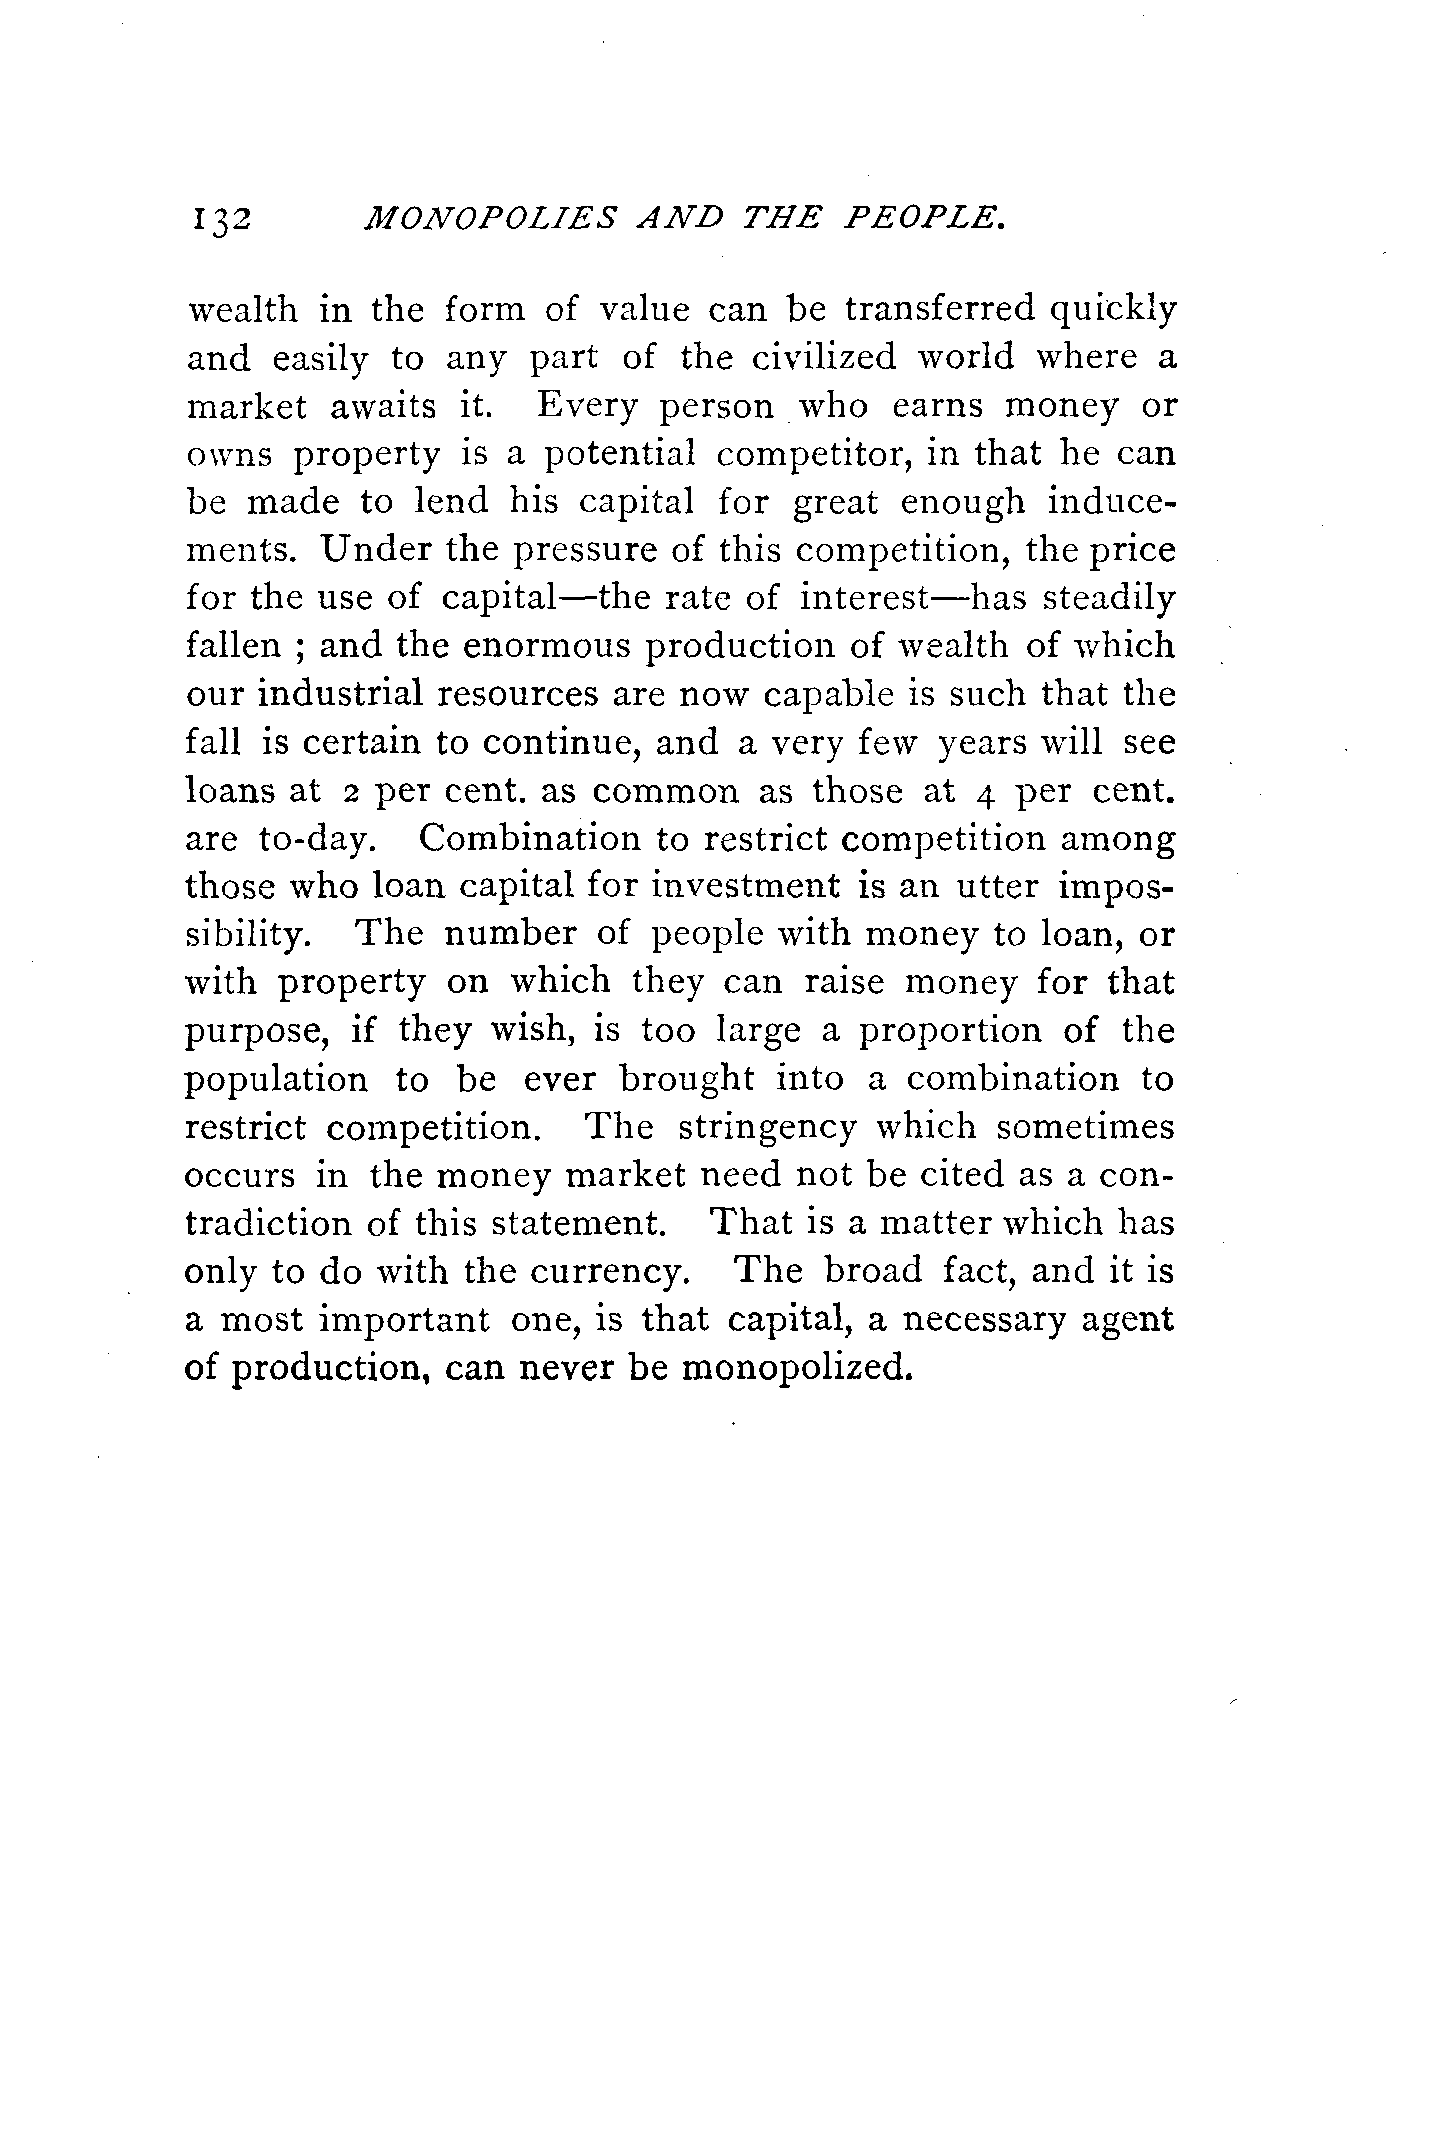 132 MONOPOLIES AND THE PEOPLE.
wealth in the form of value can be transferred quickly
and easily to any part of the civilized world where a
market awaits it. Every person who earns money or
owns property is a potential competitor, in that he can
be made to lend his capital for great enough induce-
ments. Under the pressure of this competition, the price
for the use of capital—the rate of interest—has steadily
fallen ; and the enormous production of wealth of which
our industrial resources are now capable is such that the
fall is certain to continue, and a very few years will see
loans at 2 per cent. as common as those at 4 per cent.
are to-day. Combination to restrict competition among
those who loan capital for investment is an utter impos-
sibility. The number of people with money to loan, or
with property on which they can raise money for that
purpose, if they wish, is too large a proportion of the
population to be ever brought into a combination to
restrict competition. The stringency which sometimes
occurs in the money market need not be cited as a con-
tradiction of this statement. That is a matter which has
only to do with the currency. The broad fact, and it is
a most important one, is that capital, a necessary agent
of production, can never be monopolized.